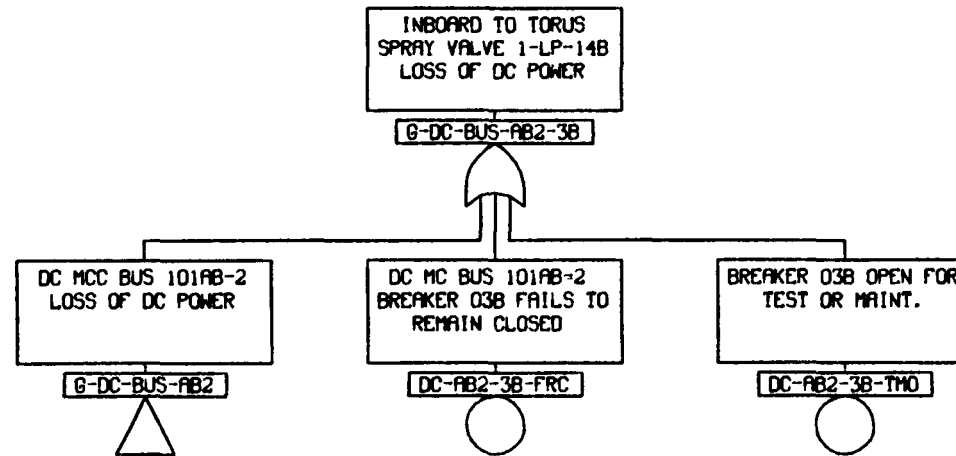 INBOARD TO TORUS
SPRAY VALVE 1-LP-14B
LOSS OF DC POWER
G-DC-BUS-AB2-3B
DC MCC BUS 101AB-2
LOSS OF DC POWER
DC MC BUS 101AB-2
BREAKER 03B FAILS TO
REMAIN CLOSED
BREAKER 03B OPEN FOR
TEST OR MAINT.
G-DC-BUS-AB2
DC-AB2-3B-FRC
DC-AB2-3B-TMO